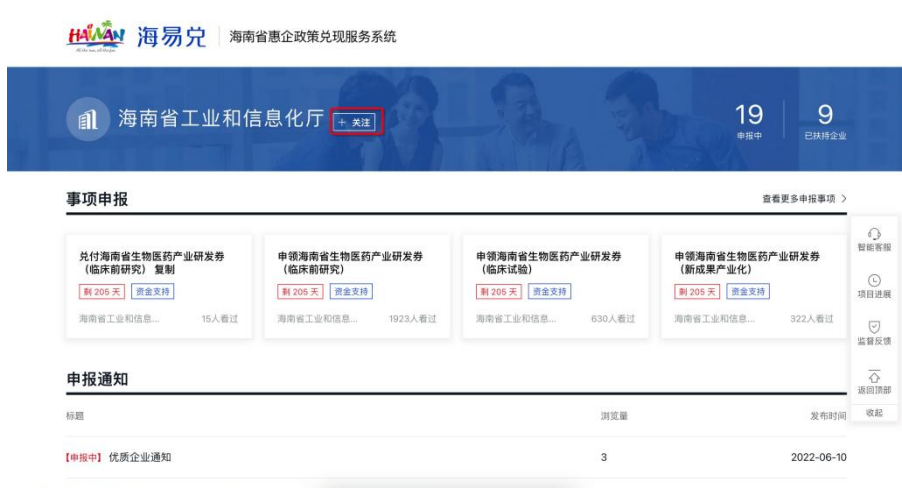 HAINAN 海易兑 海南省惠企政策兑现服务系统
海南省工业和信息化厅 + 关注
19 9
申报中 已扶持企业
事项申报 查看更多申报事项 >
兑付海南省生物医药产业研发券
（临床前研究） 复制
剩 205 天 资金支持
海南省工业和信息... 15人看过
申领海南省生物医药产业研发券
（临床前研究）
剩 205 天 资金支持
海南省工业和信息... 1923人看过
申领海南省生物医药产业研发券
（临床试验）
剩 205 天 资金支持
海南省工业和信息... 630人看过
申领海南省生物医药产业研发券
（新成果产业化）
剩 205 天 资金支持
海南省工业和信息... 322人看过
智能客服
项目进展
监督反馈
返回顶部
收起
申报通知
标题 浏览量 发布时间
【申报中】优质企业通知 3 2022-06-10